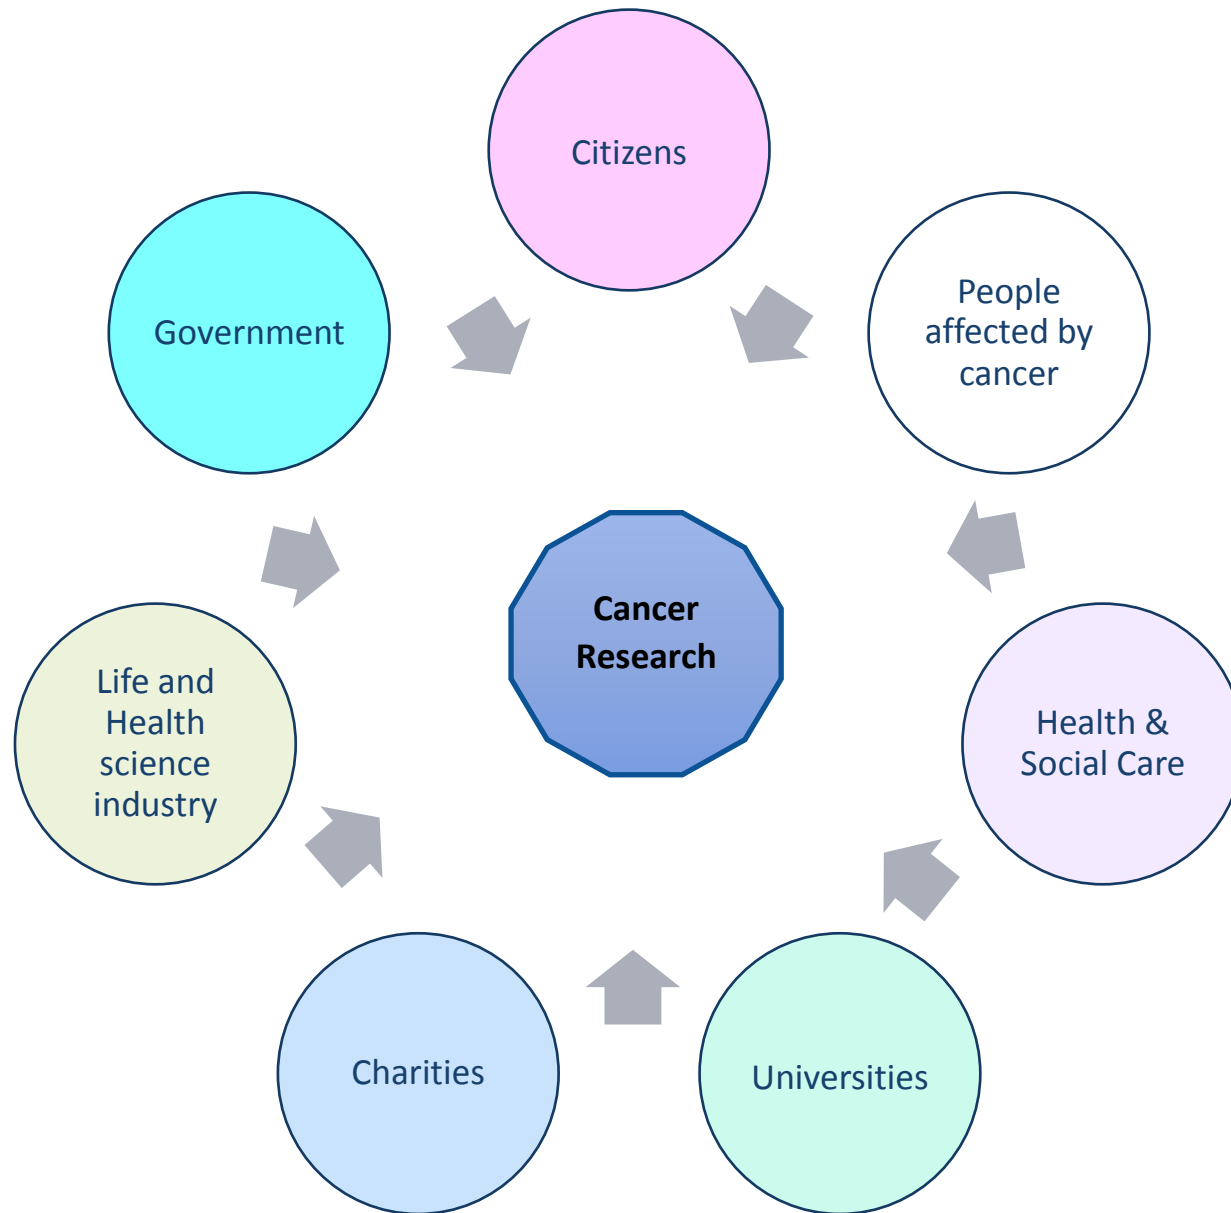 Citizens
People
affected by
cancer
Government
Cancer
Research
Life and
Health
science
industry
Health &
Social Care
Charities
Universities